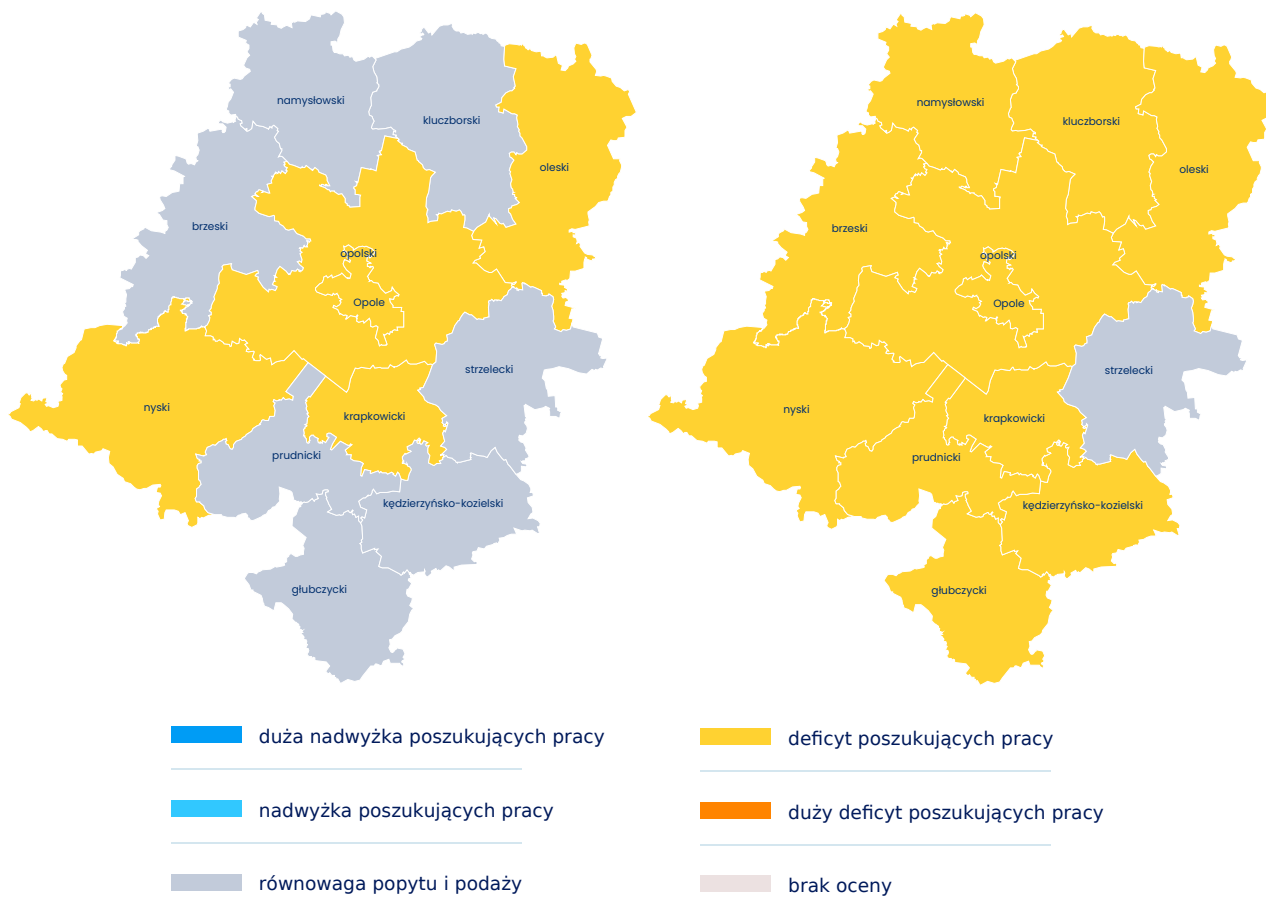 namysłowski
kluczborski
oleski
brzeski
opolski
Opole
strzelecki
nyski
krapkowicki
prudnicki
kędzierzyńsko-kozielski
głubczycki
namysłowski
kluczborski
oleski
brzeski
opolski
Opole
strzelecki
nyski
krapkowicki
prudnicki
kędzierzyńsko-kozielski
głubczycki
duża nadwyżka poszukujących pracy
nadwyżka poszukujących pracy
równowaga popytu i podaży
deficyt poszukujących pracy
duży deficyt poszukujących pracy
brak oceny